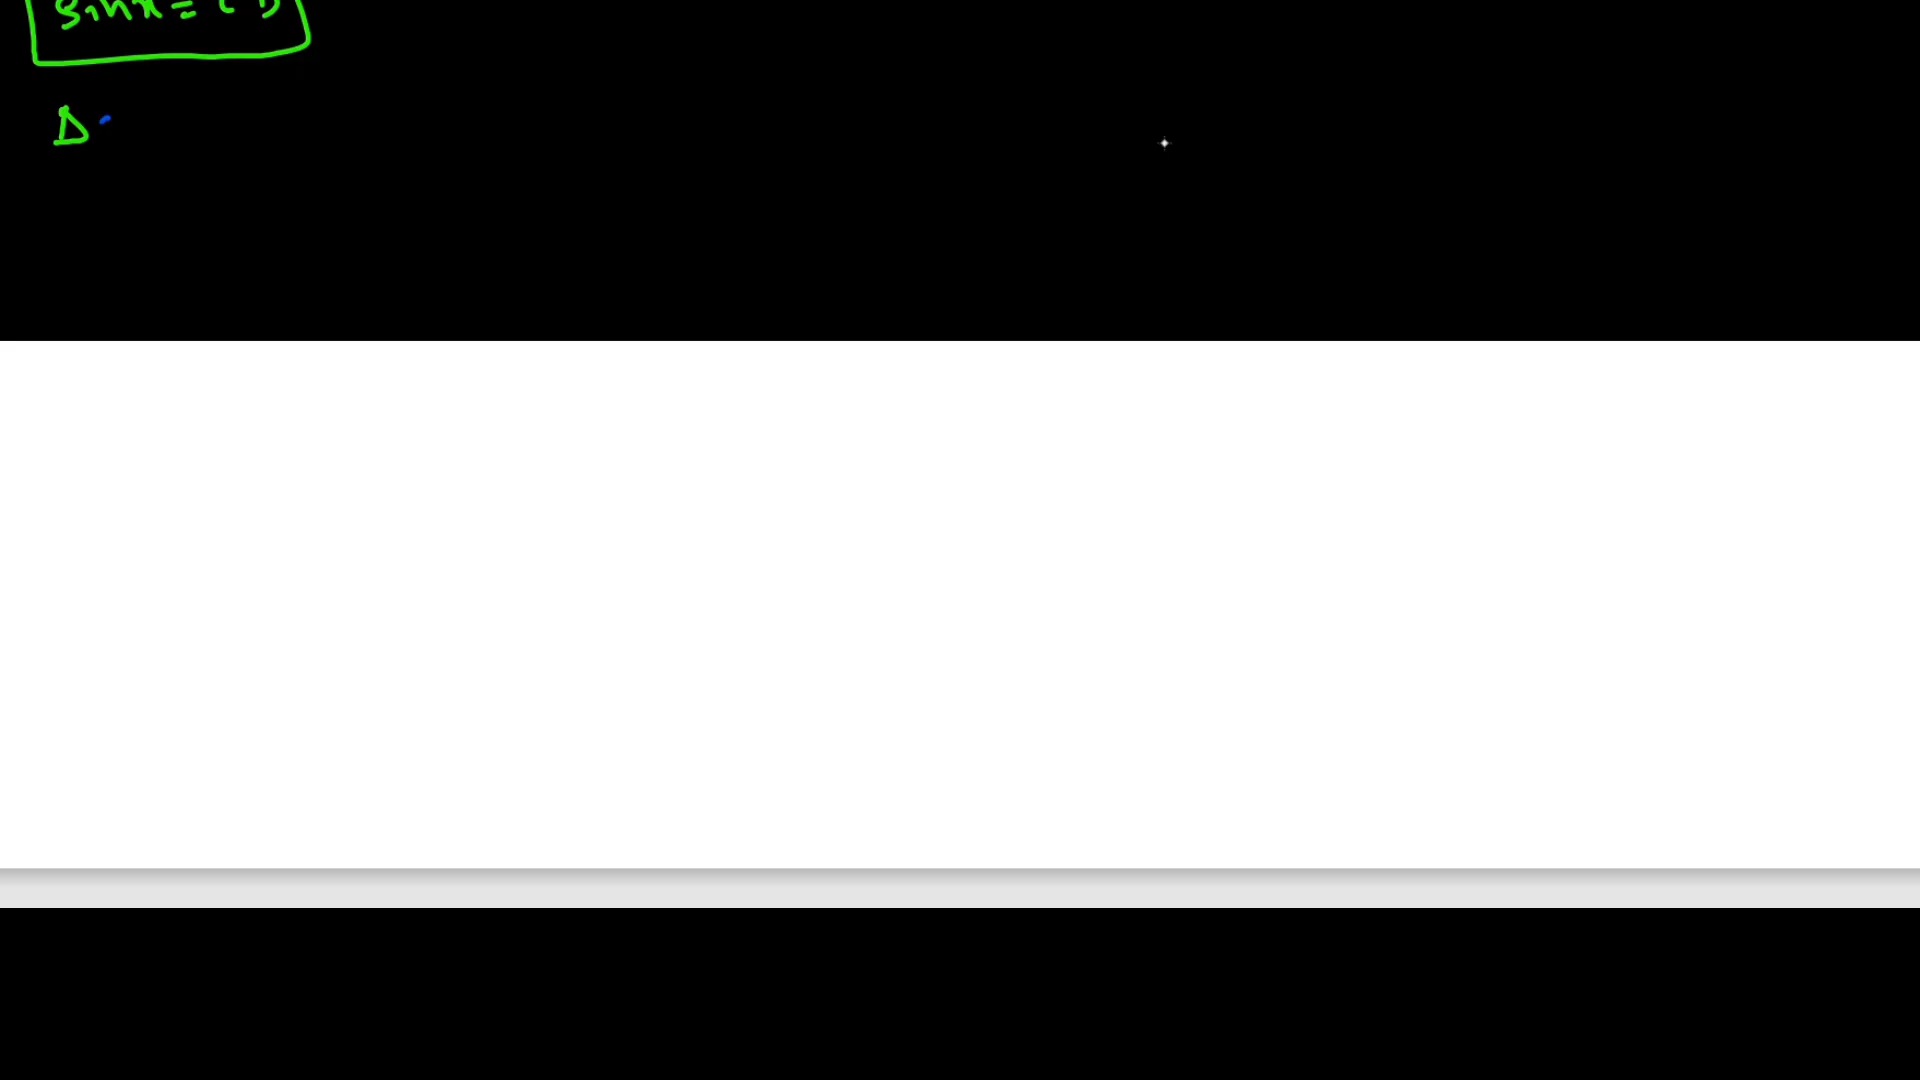 sinx = ( )
Δ